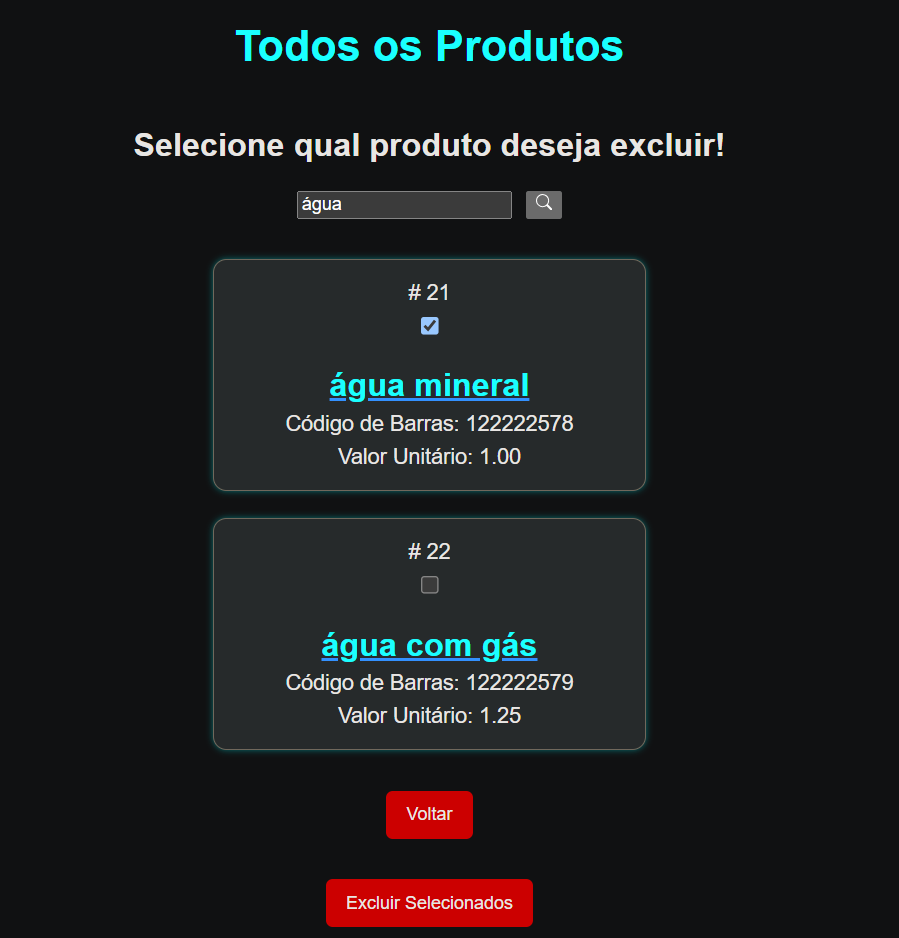 Todos os Produtos
Selecione qual produto deseja excluir!
água
# 21
água mineral
Código de Barras: 122222578
Valor Unitário: 1.00
# 22
água com gás
Código de Barras: 122222579
Valor Unitário: 1.25
Voltar
Excluir Selecionados